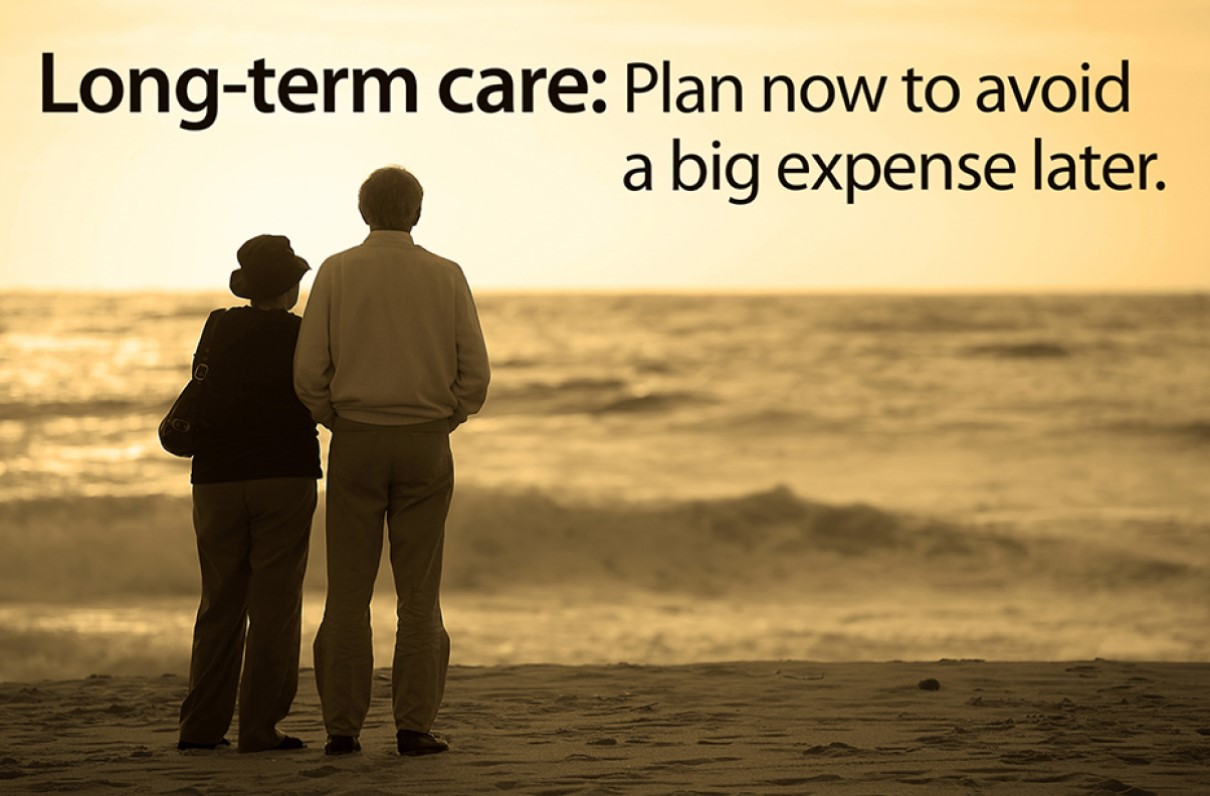 Long-term care: Plan now to avoid
a big expense later.